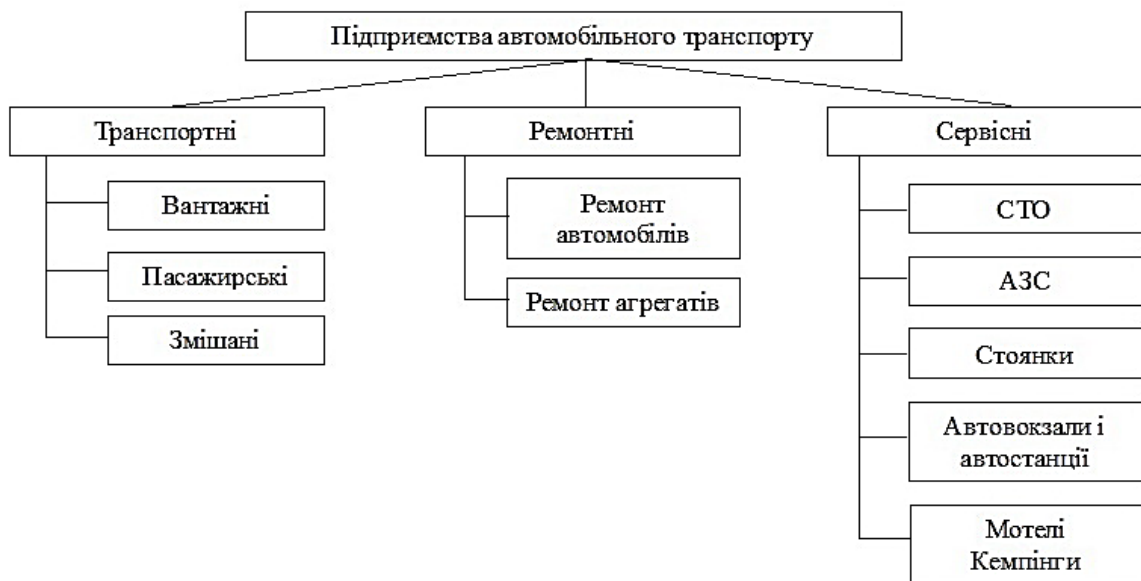 Підприємства автомобільного транспорту
Транспортні
Вантажні
Пасажирські
Змішані
Ремонтні
Ремонт
автомобілів
Ремонт агрегатів
Сервісні
СТО
АЗС
Стоянки
Автовокзали і
автостанції
Мотелі
Кемпінги